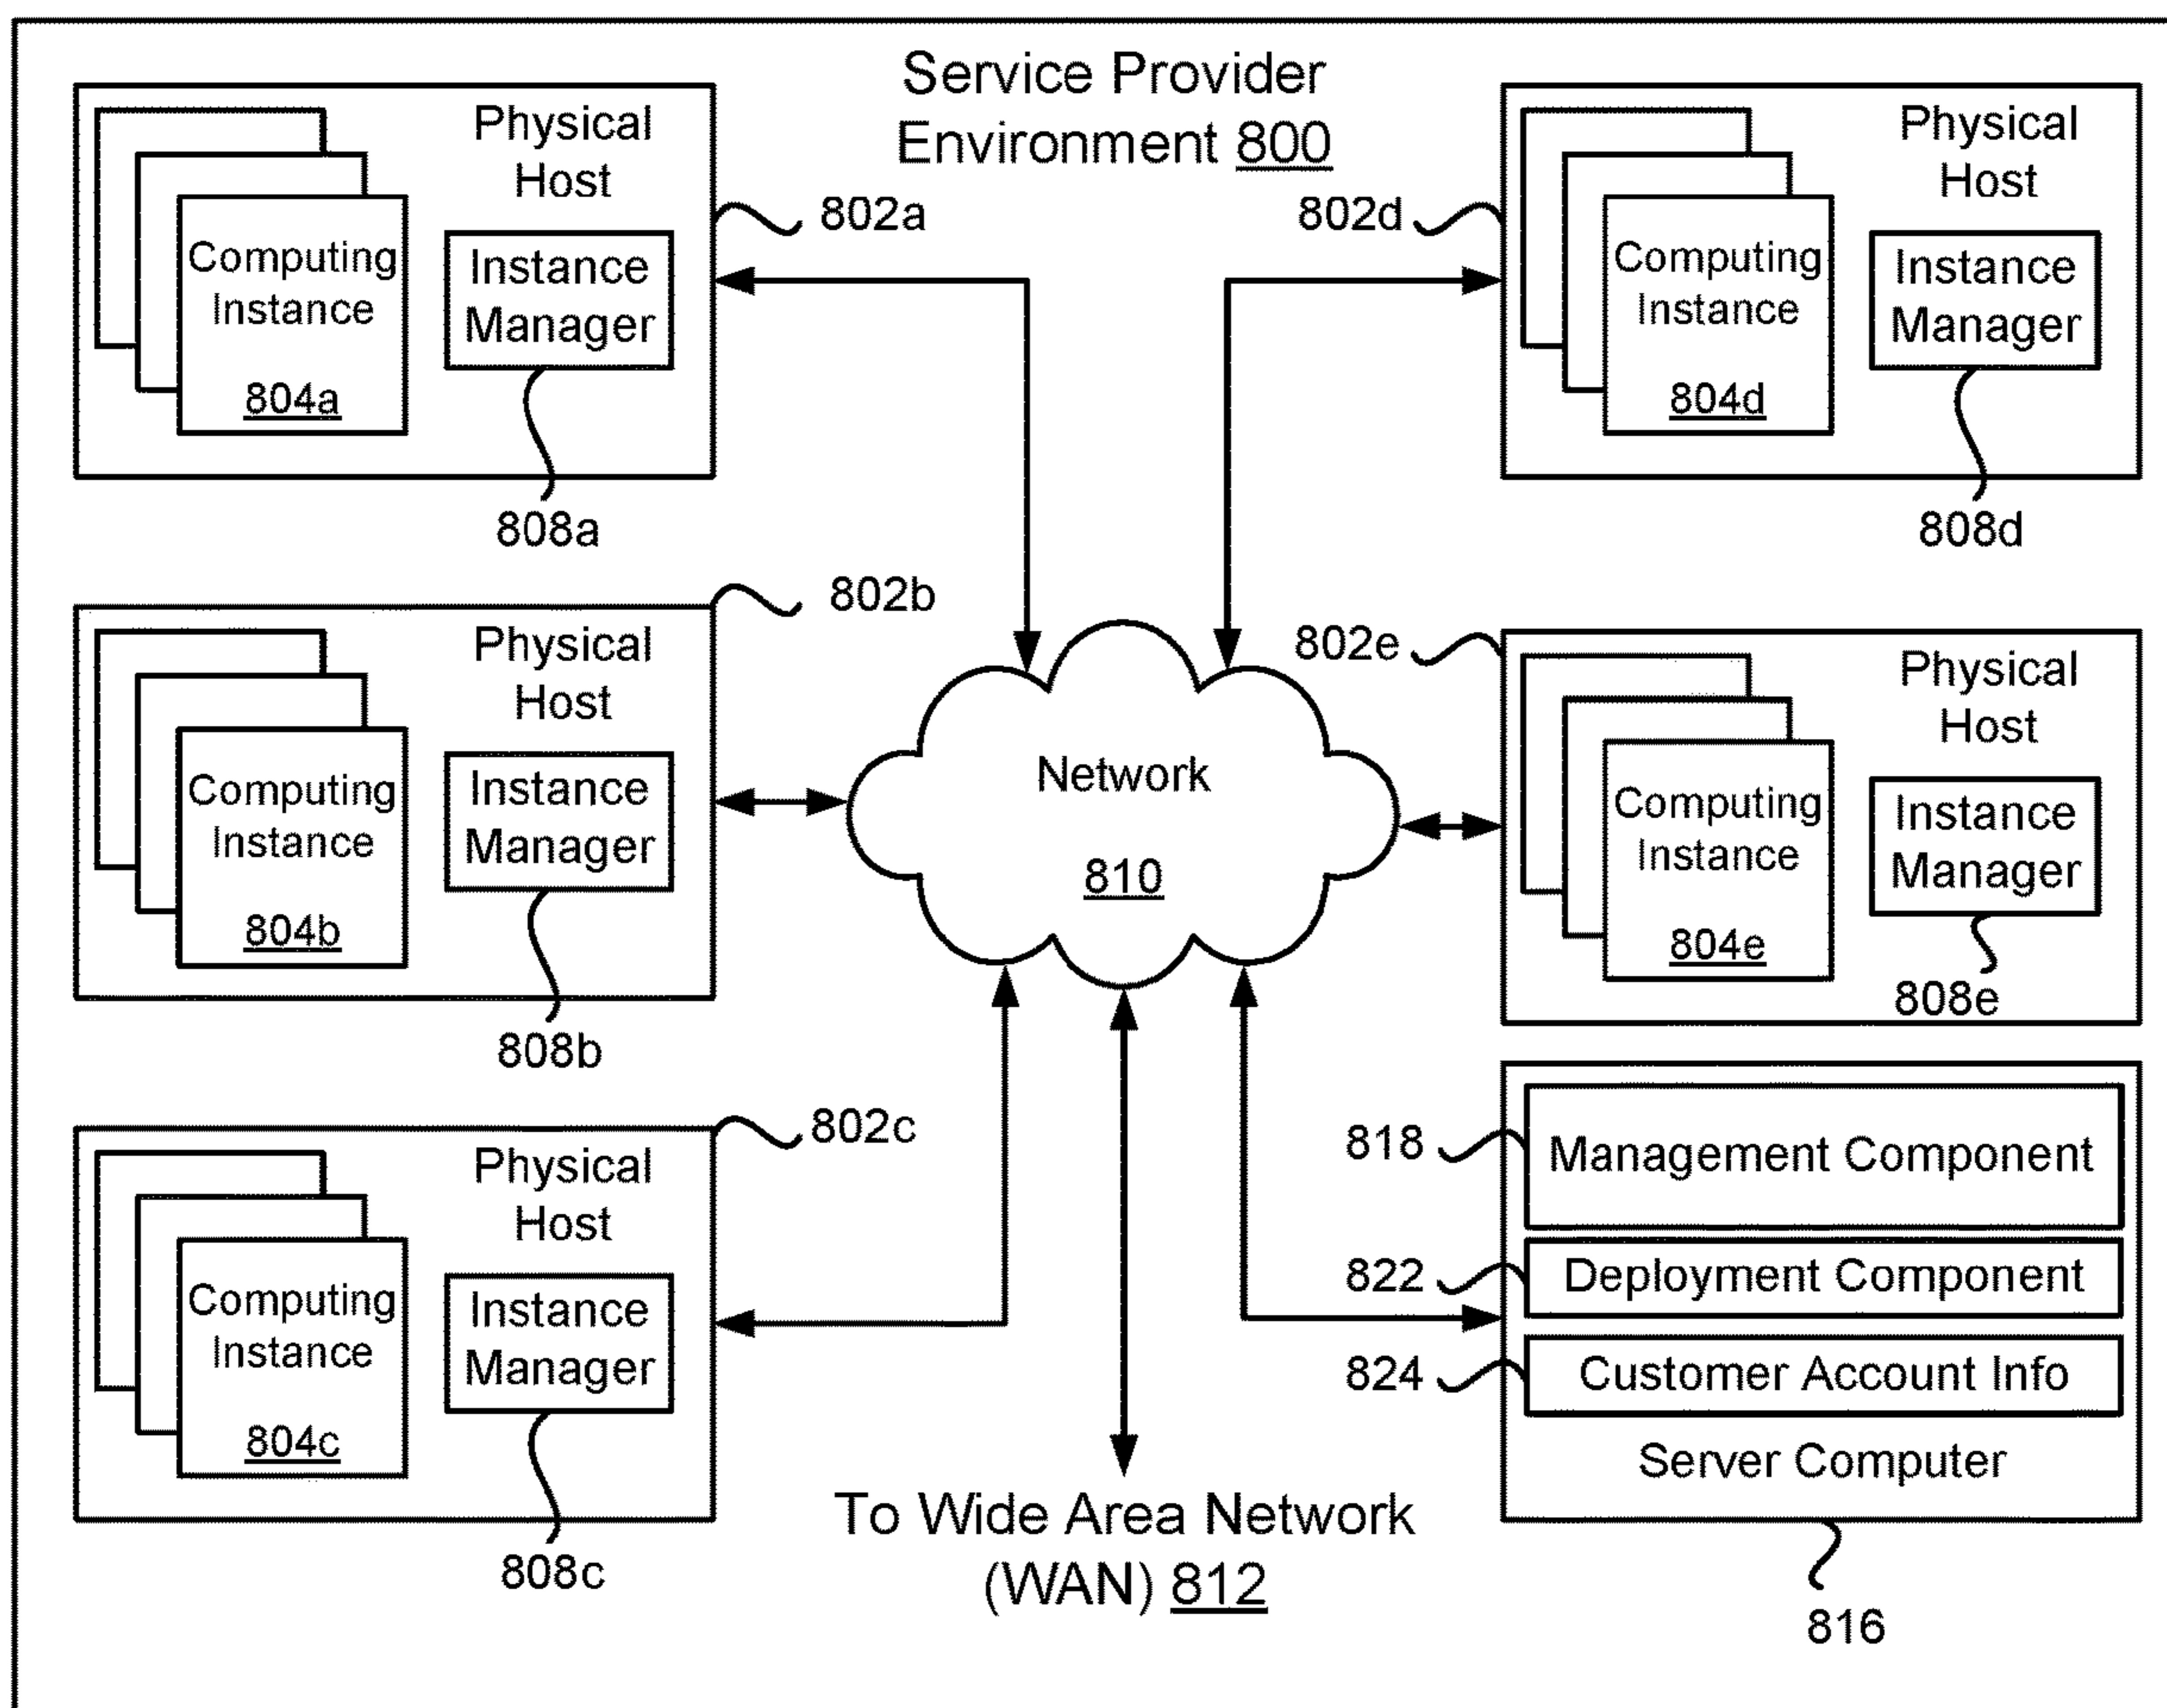 Service Provider
Environment 800
Physical
Host
802a
Computing
Instance
804a
Instance
Manager
808a
Physical
Host
802b
Computing
Instance
804b
Instance
Manager
808b
Physical
Host
802c
Computing
Instance
804c
Instance
Manager
808c
Network
810
To Wide Area Network
(WAN) 812
802d
Physical
Host
Computing
Instance
804d
Instance
Manager
808d
802e
Physical
Host
Computing
Instance
804e
Instance
Manager
808e
818
Management Component
822
Deployment Component
824
Customer Account Info
Server Computer
816